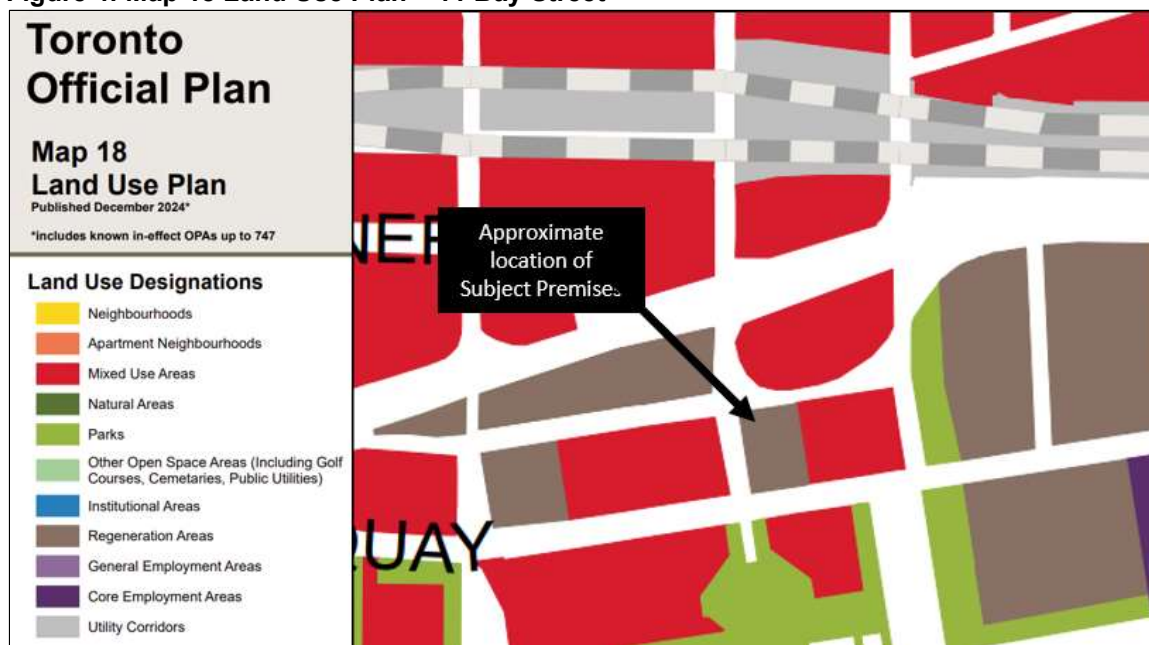 Toronto
Official Plan
Map 18
Land Use Plan
Published December 2024*
*includes known in-effect OPAs up to 747
Land Use Designations
Neighbourhoods
Apartment Neighbourhoods
Mixed Use Areas
Natural Areas
Parks
Other Open Space Areas (Including Golf
Courses, Cemetaries, Public Utilities)
Institutional Areas
Regeneration Areas
General Employment Areas
Core Employment Areas
Utility Corridors
Approximate
location of
Subject Premises
QUAY